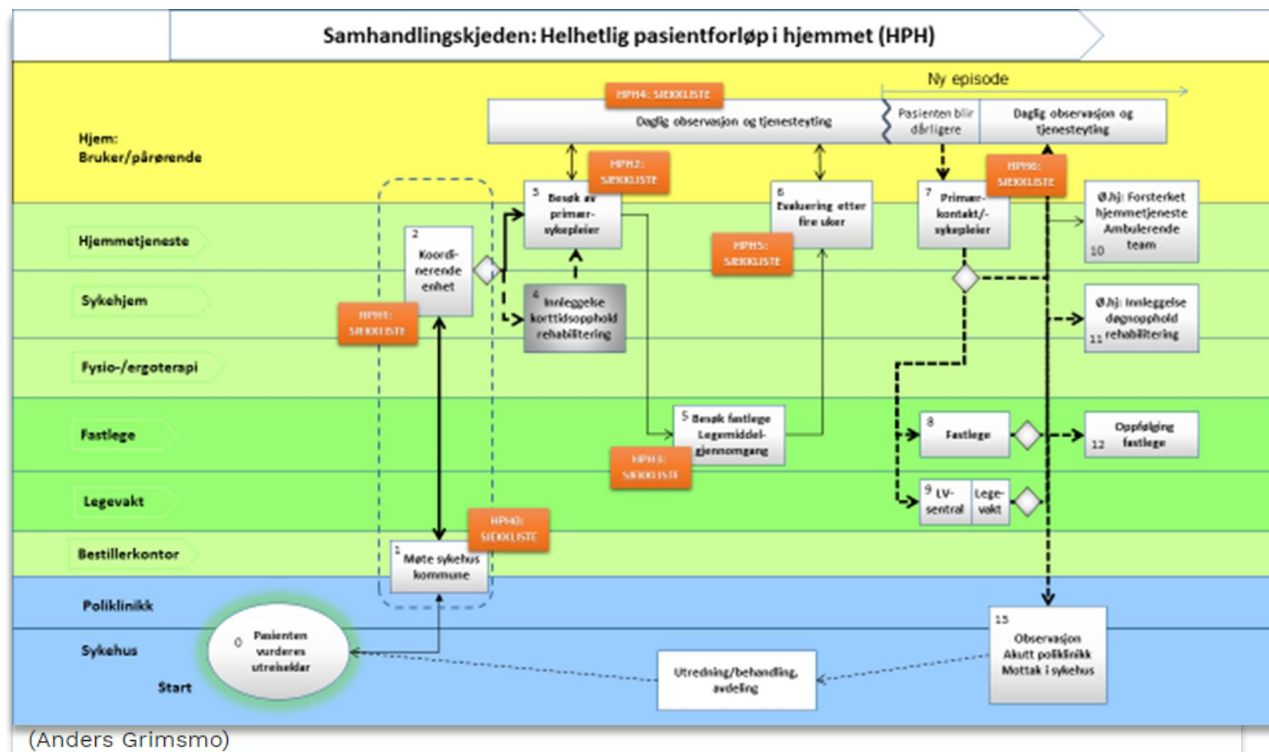 Samhandlingskjeden: Helhetlig pasientforløp i hjemmet (HPH)
Ny episode
HPH4: SJEKKLISTE
Daglig observasjon og tjenesteyting
Pasienten blir
dårligere
Daglig observasjon og
tjenesteyting
Hjem:
Bruker/pårørende
HPH2:
SJEKKLISTE
HPH6:
SJEKKLISTE
3
Besøk av
primær-
sykepleier
6
Evaluering etter
fire uker
7
Primær-
kontakt/-
sykepleier
Ø.hj: Forsterket
hjemmetjeneste
Ambulerende
team
10
Hjemmetjeneste
2
Koordi-
nerende
enhet
HPH5:
SJEKKLISTE
Sykehjem
HPH1:
SJEKKLISTE
4
Innleggelse
korttidsopphold
rehabilitering
Ø.hj: Innleggelse
døgnopphold
11 rehabilitering
Fysio-/ergoterapi
Fastlege
5
Besøk fastlege
Legemiddel-
gjennomgang
HPH3:
SJEKKLISTE
8
Fastlege
Oppfølging
12 fastlege
Legevakt
9 LV-
sentral
Lege-
vakt
HPH0:
SJEKKLISTE
Bestillerkontor
1
Møte sykehus
kommune
Poliklinikk
Sykehus
Start
0
Pasienten
vurderes
utreiseklar
Utredning/behandling,
avdeling
Observasjon
Akutt poliklinikk
Mottak i sykehus
(Anders Grimsmo)